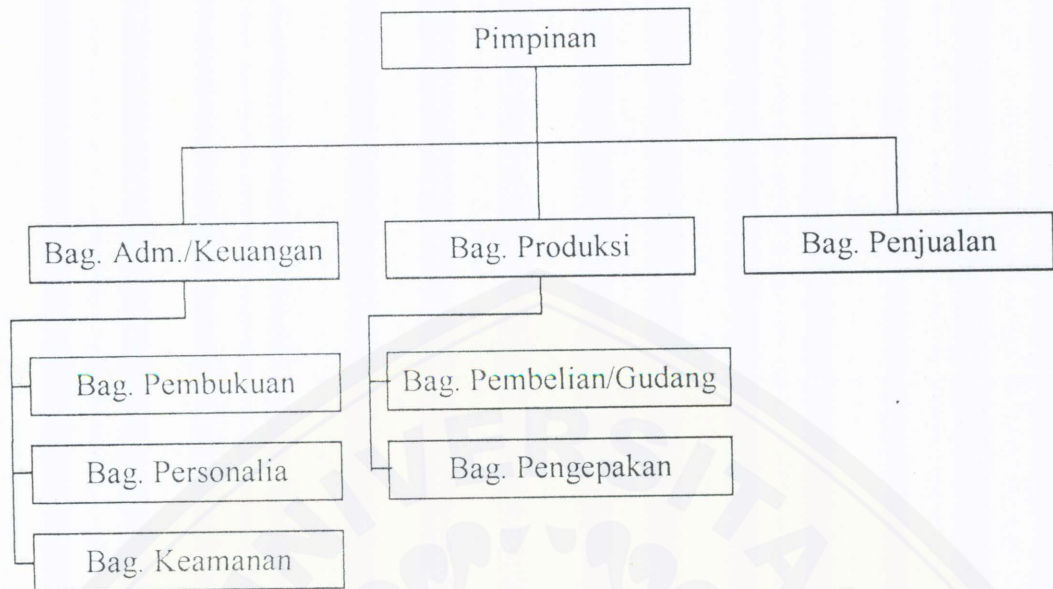 Pimpinan
Bag. Adm./Keuangan
Bag. Produksi
Bag. Penjualan
Bag. Pembukuan
Bag. Pembelian/Gudang
Bag. Personalia
Bag. Pengepakan
Bag. Keamanan
UNIVERSITA